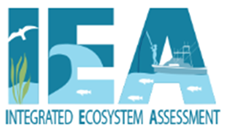 IEA
INTEGRATED ECOSYSTEM ASSESSMENT